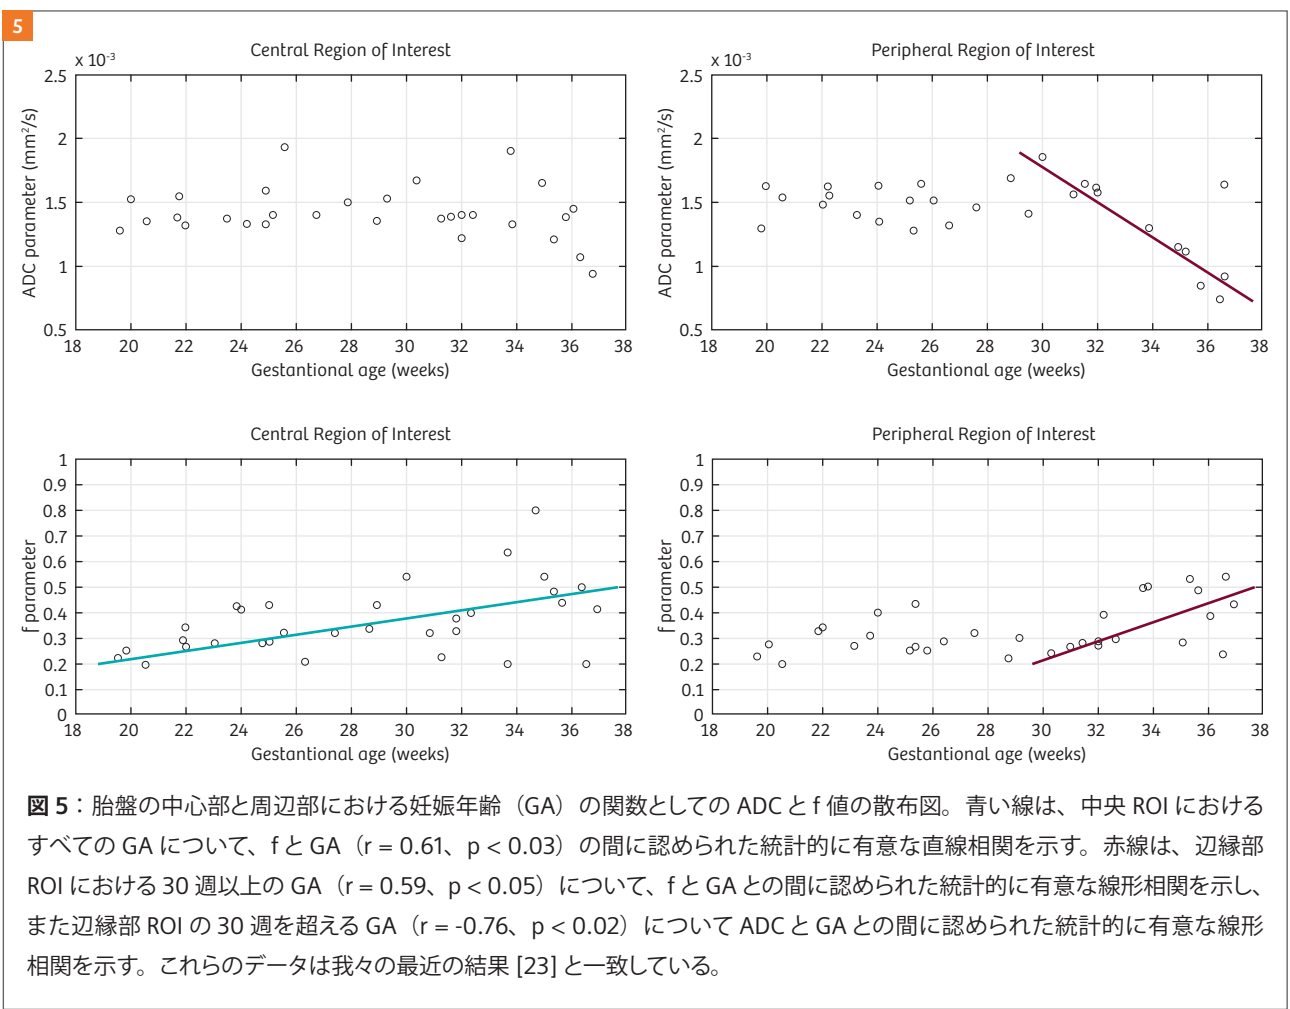 5
Central Region of Interest
x 10-3
2.5
2
1.5
1
0.5
ADC parameter (mm2/s)
18 20 22 24 26 28 30 32 34 36 38
Gestantional age (weeks)
Peripheral Region of Interest
x 10-3
2.5
2
1.5
1
0.5
ADC parameter (mm2/s)
18 20 22 24 26 28 30 32 34 36 38
Gestantional age (weeks)
Central Region of Interest
1
0.9
0.8
0.7
0.6
0.5
0.4
0.3
0.2
0.1
0
f parameter
18 20 22 24 26 28 30 32 34 36 38
Gestantional age (weeks)
Peripheral Region of Interest
1
0.9
0.8
0.7
0.6
0.5
0.4
0.3
0.2
0.1
0
f parameter
18 20 22 24 26 28 30 32 34 36 38
Gestantional age (weeks)
図 5：胎盤の中心部と周辺部における妊娠年齢（GA）の関数としての ADC と f 値の散布図。青い線は、中央 ROI における
すべての GA について、f と GA（r = 0.61、p < 0.03）の間に認められた統計的に有意な直線相関を示す。赤線は、辺縁部
ROI における 30 週以上の GA（r = 0.59、p < 0.05）について、f と GA との間に認められた統計的に有意な線形相関を示し、
また辺縁部 ROI の 30 週を超える GA（r = -0.76、p < 0.02）について ADC と GA との間に認められた統計的に有意な線形
相関を示す。これらのデータは我々の最近の結果 [23] と一致している。